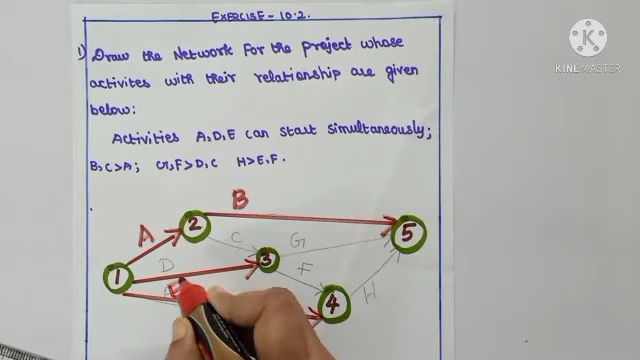 EXERCISE - 10.2.
1) Draw the Network For the project whose
activites with their relationship are given
below:
Activities A, D, E can start simultaneously;
B, C > A; G, F > D, C H > E, F.
K
KINEMASTER
B
A
2
5
C
G
3
D
F
1
4
H